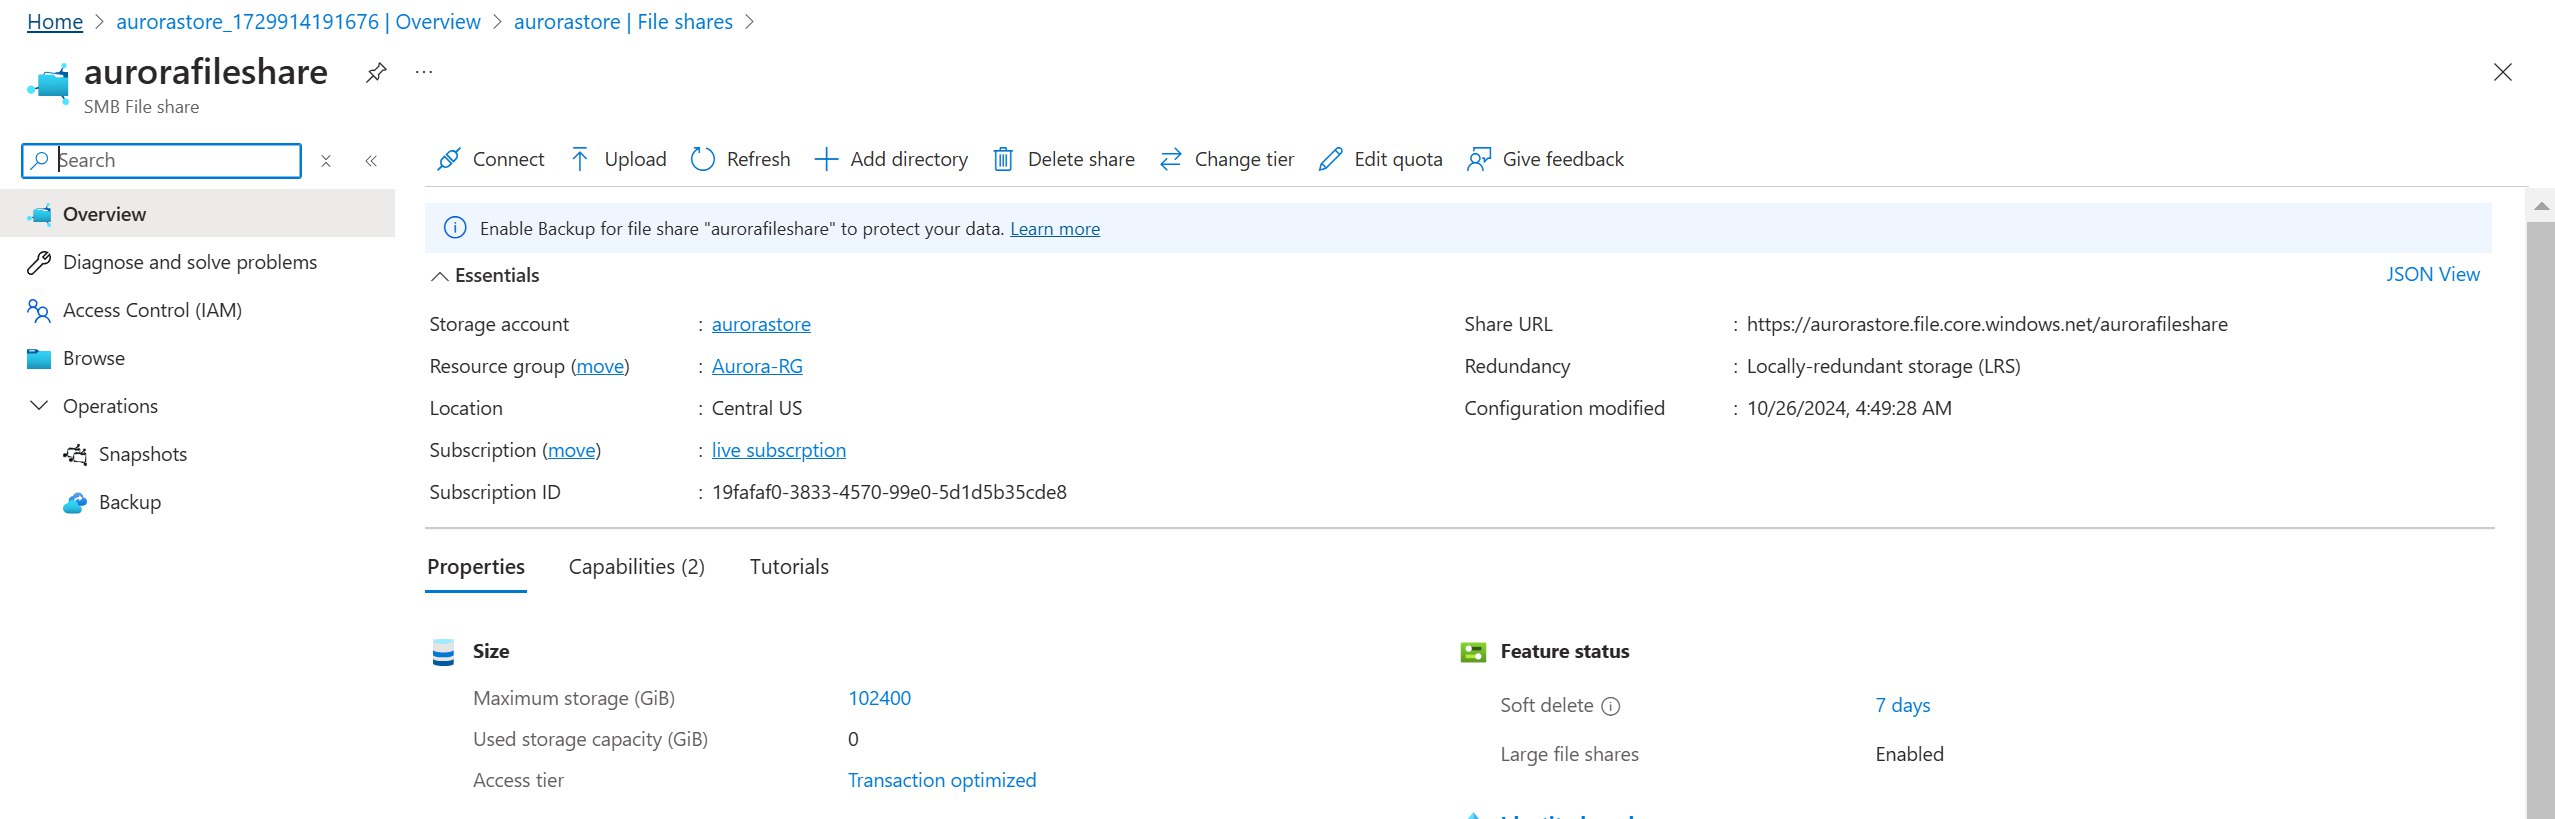 Home > aurorastore_1729914191676 | Overview > aurorastore | File shares >
aurorafileshare ...
SMB File share
Search
Overview
Diagnose and solve problems
Access Control (IAM)
Browse
Operations
Snapshots
Backup
Connect Upload Refresh Add directory Delete share Change tier Edit quota Give feedback
Enable Backup for file share "aurorafileshare" to protect your data. Learn more
Essentials JSON View
Storage account : aurorastore
Resource group (move) : Aurora-RG
Location : Central US
Subscription (move) : live subscrption
Subscription ID : 19fafaf0-3833-4570-99e0-5d1d5b35cde8
Share URL : https://aurorastore.file.core.windows.net/aurorafileshare
Redundancy : Locally-redundant storage (LRS)
Configuration modified : 10/26/2024, 4:49:28 AM
Properties Capabilities (2) Tutorials
Size
Maximum storage (GiB) 102400
Used storage capacity (GiB) 0
Access tier Transaction optimized
Feature status
Soft delete 7 days
Large file shares Enabled